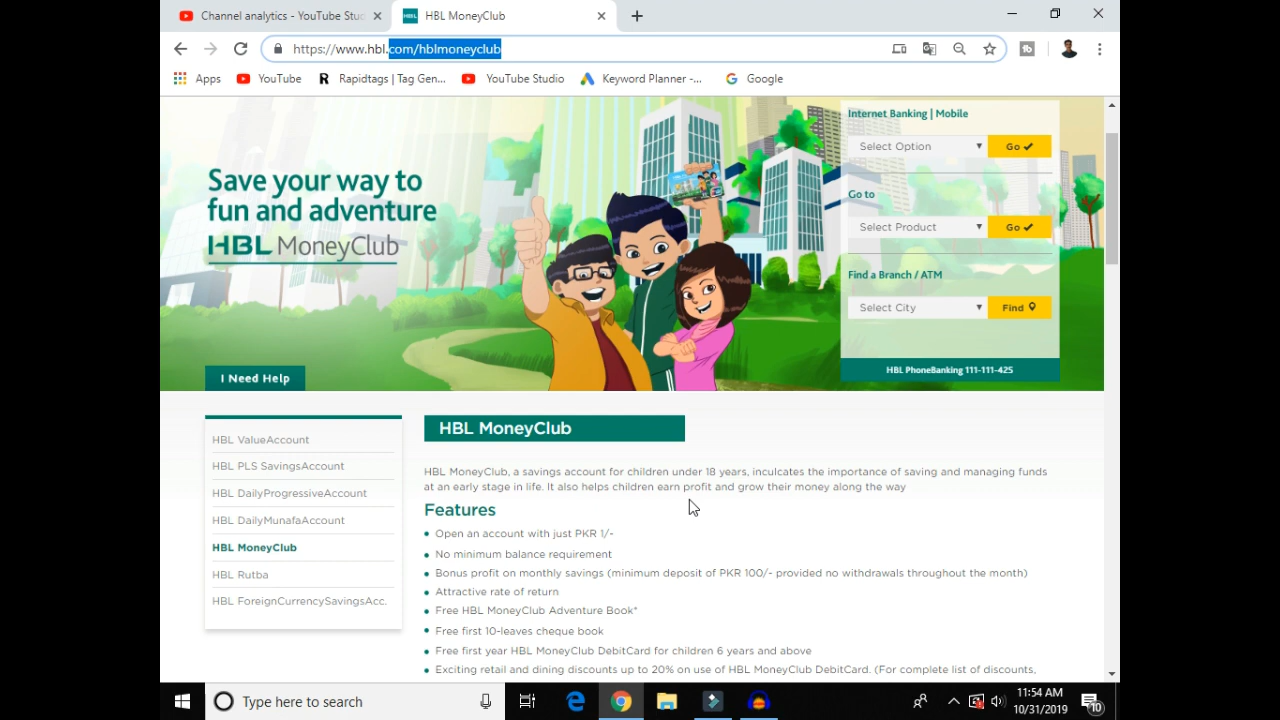 Channel analytics - YouTube Stud
HBL MoneyClub
https://www.hbl.com/hblmoneyclub
Apps
YouTube
Rapidtags | Tag Gen...
YouTube Studio
Keyword Planner -...
Google
Save your way to
fun and adventure
HBL MoneyClub
Internet Banking | Mobile
Select Option
Go
Go to
Select Product
Go
Find a Branch / ATM
Select City
Find
HBL PhoneBanking 111-111-425
I Need Help
HBL ValueAccount
HBL PLS SavingsAccount
HBL DailyProgressiveAccount
HBL DailyMunafaAccount
HBL MoneyClub
HBL Rutba
HBL ForeignCurrencySavingsAcc.
HBL MoneyClub
HBL MoneyClub, a savings account for children under 18 years, inculcates the importance of saving and managing funds
at an early stage in life. It also helps children earn profit and grow their money along the way
Features
Open an account with just PKR 1/-
No minimum balance requirement
Bonus profit on monthly savings (minimum deposit of PKR 100/- provided no withdrawals throughout the month)
Attractive rate of return
Free HBL MoneyClub Adventure Book*
Free first 10-leaves cheque book
Free first year HBL MoneyClub DebitCard for children 6 years and above
Exciting retail and dining discounts up to 20% on use of HBL MoneyClub DebitCard. (For complete list of discounts,
Type here to search
11:54 AM
10/31/2019
10